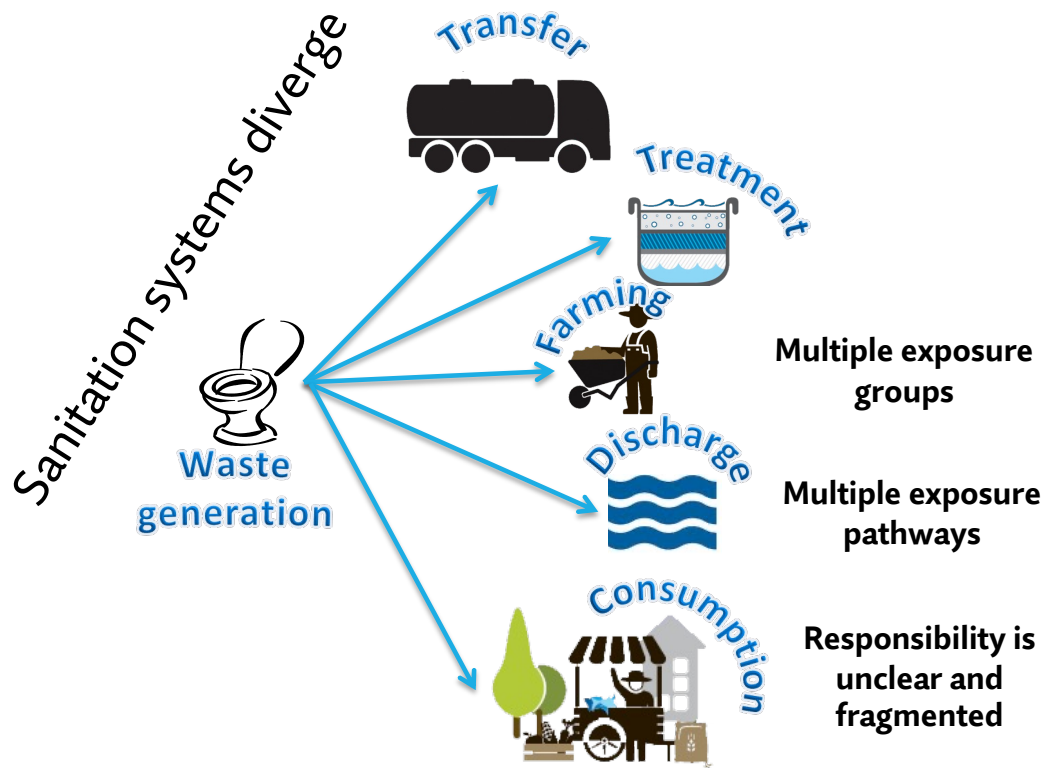 Sanitation systems diverge
Transfer
Treatment
Farming
Multiple exposure
groups
Waste
generation
Discharge
Multiple exposure
pathways
Consumption
Responsibility is
unclear and
fragmented